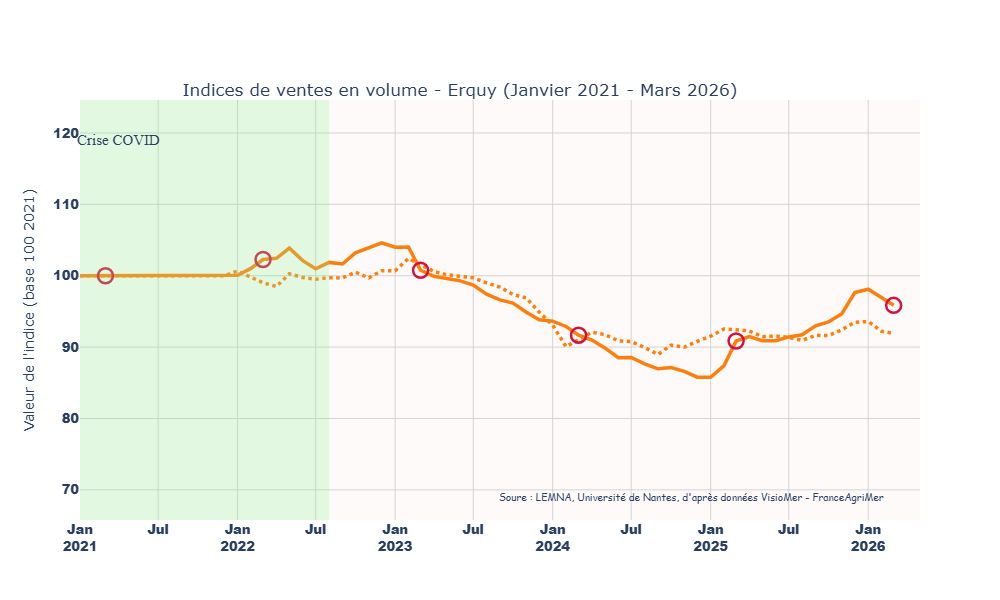 Indices de ventes en volume - Erquy (Janvier 2021 - Mars 2026)
Valeur de l'indice (base 100 2021)
120
110
100
90
80
70
Crise COVID
Soure : LEMNA, Université de Nantes, d'après données VisioMer - FranceAgriMer
Jan Jul Jan Jul Jan Jul Jan Jul Jan Jul Jan
2021 2022 2023 2024 2025 2026